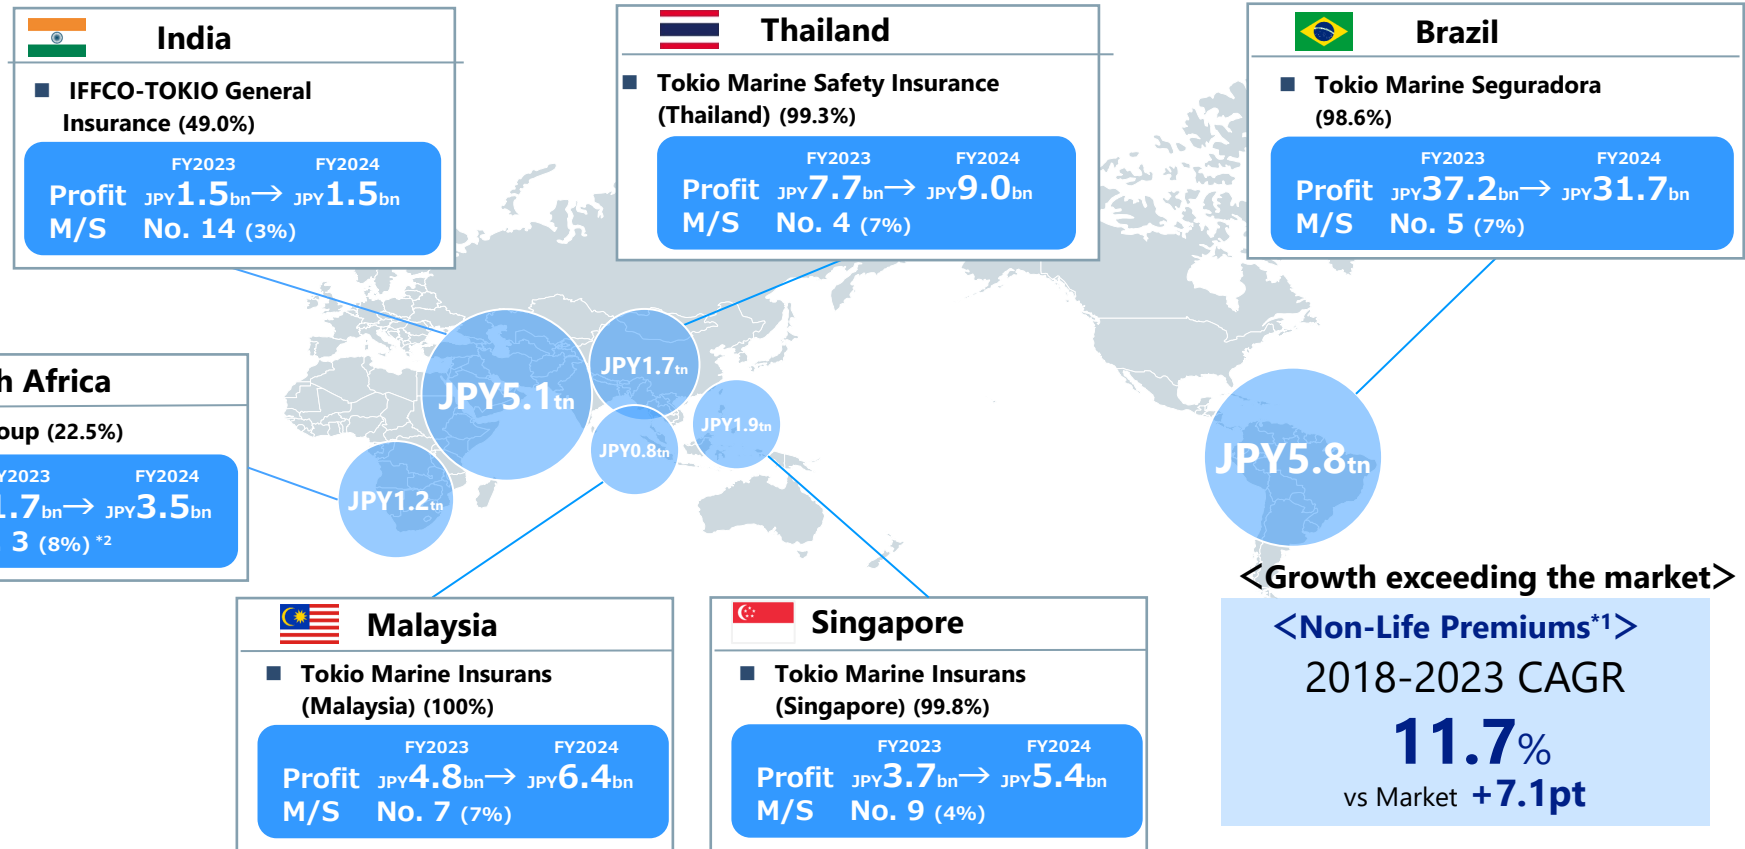 India
■ IFFCO-TOKIO General
Insurance (49.0%)
FY2023 FY2024
Profit JPY1.5bn→ JPY1.5bn
M/S No. 14 (3%)
Thailand
■ Tokio Marine Safety Insurance
(Thailand) (99.3%)
FY2023 FY2024
Profit JPY7.7bn→ JPY9.0bn
M/S No. 4 (7%)
Brazil
■ Tokio Marine Seguradora
(98.6%)
FY2023 FY2024
Profit JPY37.2bn→ JPY31.7bn
M/S No. 5 (7%)
Africa
(22.5%)
FY2024
.7bn→ JPY3.5bn
3 (8%) *2
JPY5.1tn
JPY1.7tn
JPY0.8tn
JPY1.9tn
JPY1.2tn
JPY5.8tn
Malaysia
■ Tokio Marine Insurans
(Malaysia) (100%)
FY2023 FY2024
Profit JPY4.8bn→ JPY6.4bn
M/S No. 7 (7%)
Singapore
■ Tokio Marine Insurans
(Singapore) (99.8%)
FY2023 FY2024
Profit JPY3.7bn→ JPY5.4bn
M/S No. 9 (4%)
<Growth exceeding the market>
<Non-Life Premiums*1>
2018-2023 CAGR
11.7%
vs Market +7.1pt